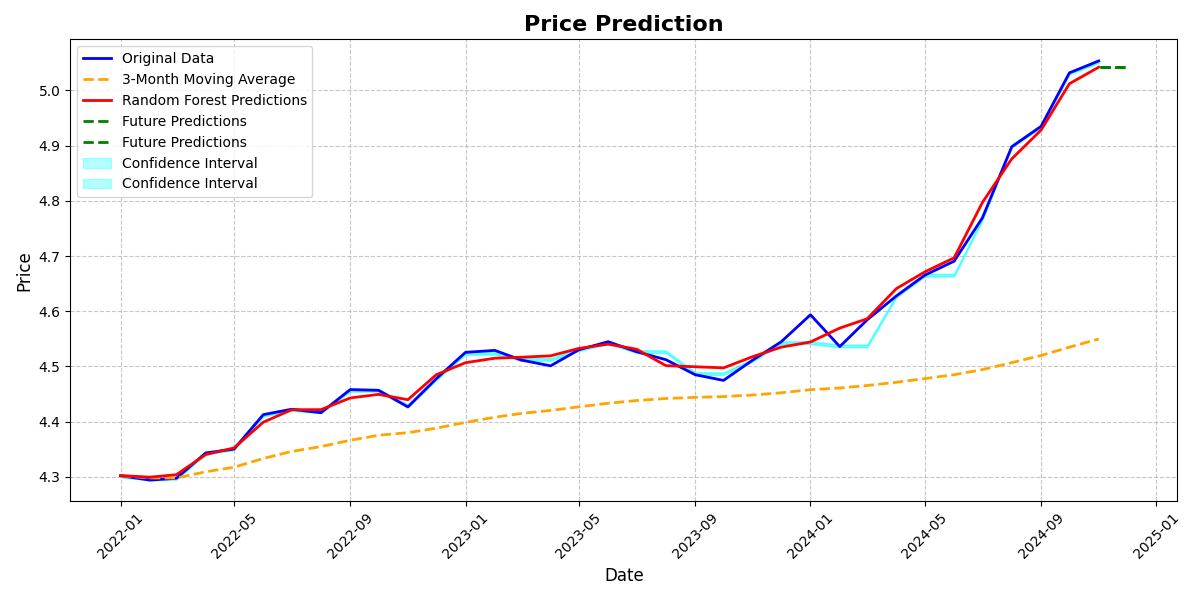 Price Prediction
Original Data
3-Month Moving Average
Random Forest Predictions
Future Predictions
Future Predictions
Confidence Interval
Confidence Interval
Price
5.0
4.9
4.8
4.7
4.6
4.5
4.4
4.3
2022-01
2022-05
2022-09
2023-01
2023-05
2023-09
2024-01
2024-05
2024-09
2025-01
Date